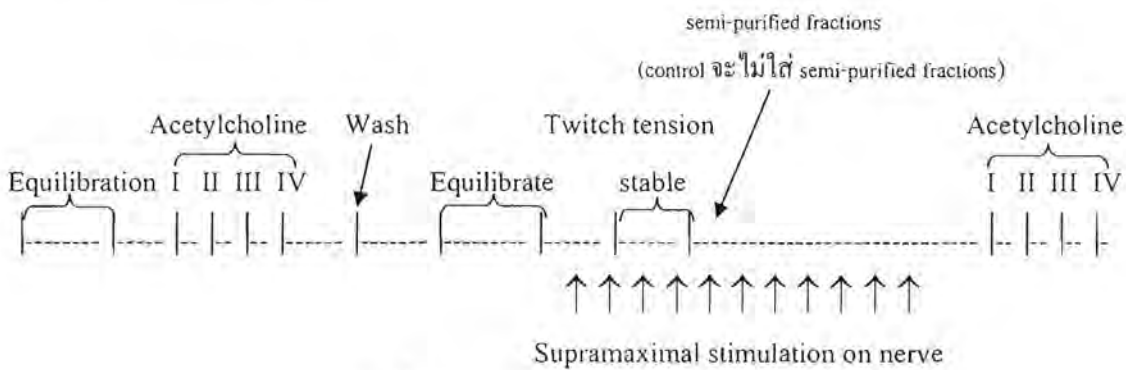 semi-purified fractions
(control จะไม่ใส่ semi-purified fractions)
Acetylcholine Wash Twitch tension Acetylcholine
Equilibration I II III IV Equilibrate stable I II III IV
Supramaximal stimulation on nerve